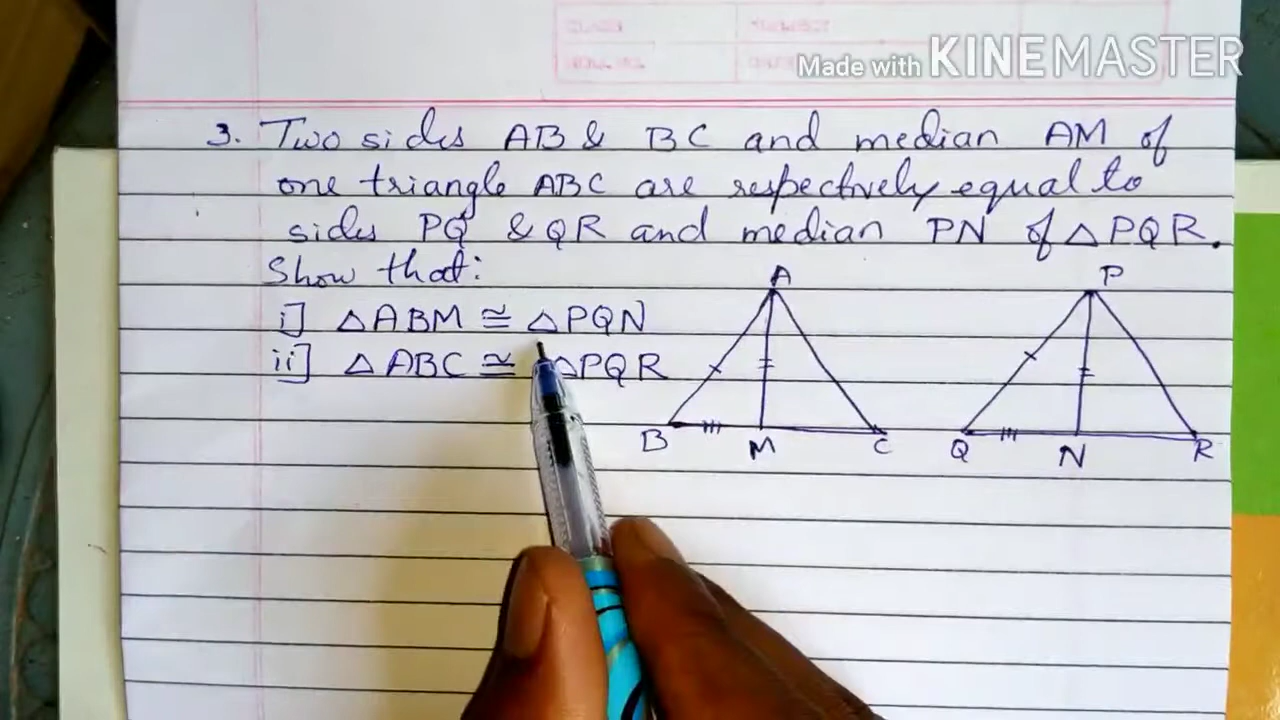 Made with KINEMASTER
3. Two sides AB & BC and median AM of
one triangle ABC are respectively equal to
sides PQ & QR and median PN of △PQR.
Show that:
i] △ABM ≅ △PQN
ii] △ABC ≅ △PQR
A
P
B
M
C
Q
N
R